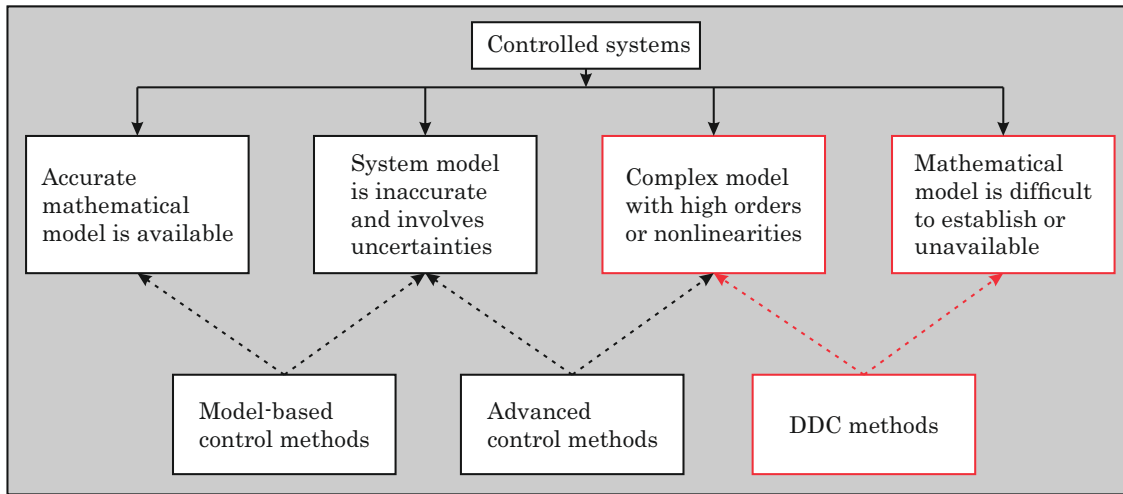 Controlled systems
Accurate
mathematical
model is available
System model
is inaccurate
and involves
uncertainties
Complex model
with high orders
or nonlinearities
Mathematical
model is difficult
to establish or
unavailable
Model-based
control methods
Advanced
control methods
DDC methods